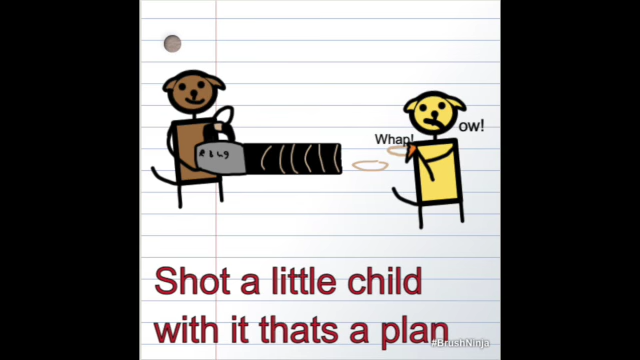 Whap!
ow!
Shot a little child
with it thats a plan
#BrushNinja